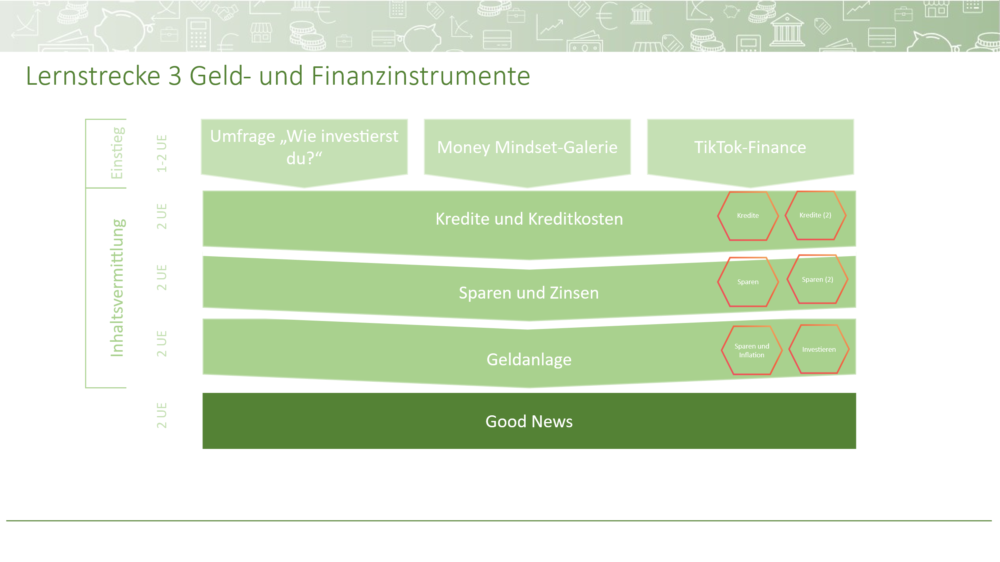 Lernstrecke 3 Geld- und Finanzinstrumente
Einstieg
1-2 UE
Umfrage „Wie investierst
du?“
Money Mindset-Galerie
TikTok-Finance
Inhaltsvermittlung
2 UE
Kredite und Kreditkosten
Kredite
Kredite (2)
2 UE
Sparen und Zinsen
Sparen
Sparen (2)
2 UE
Geldanlage
Sparen und
Inflation
Investieren
2 UE
Good News